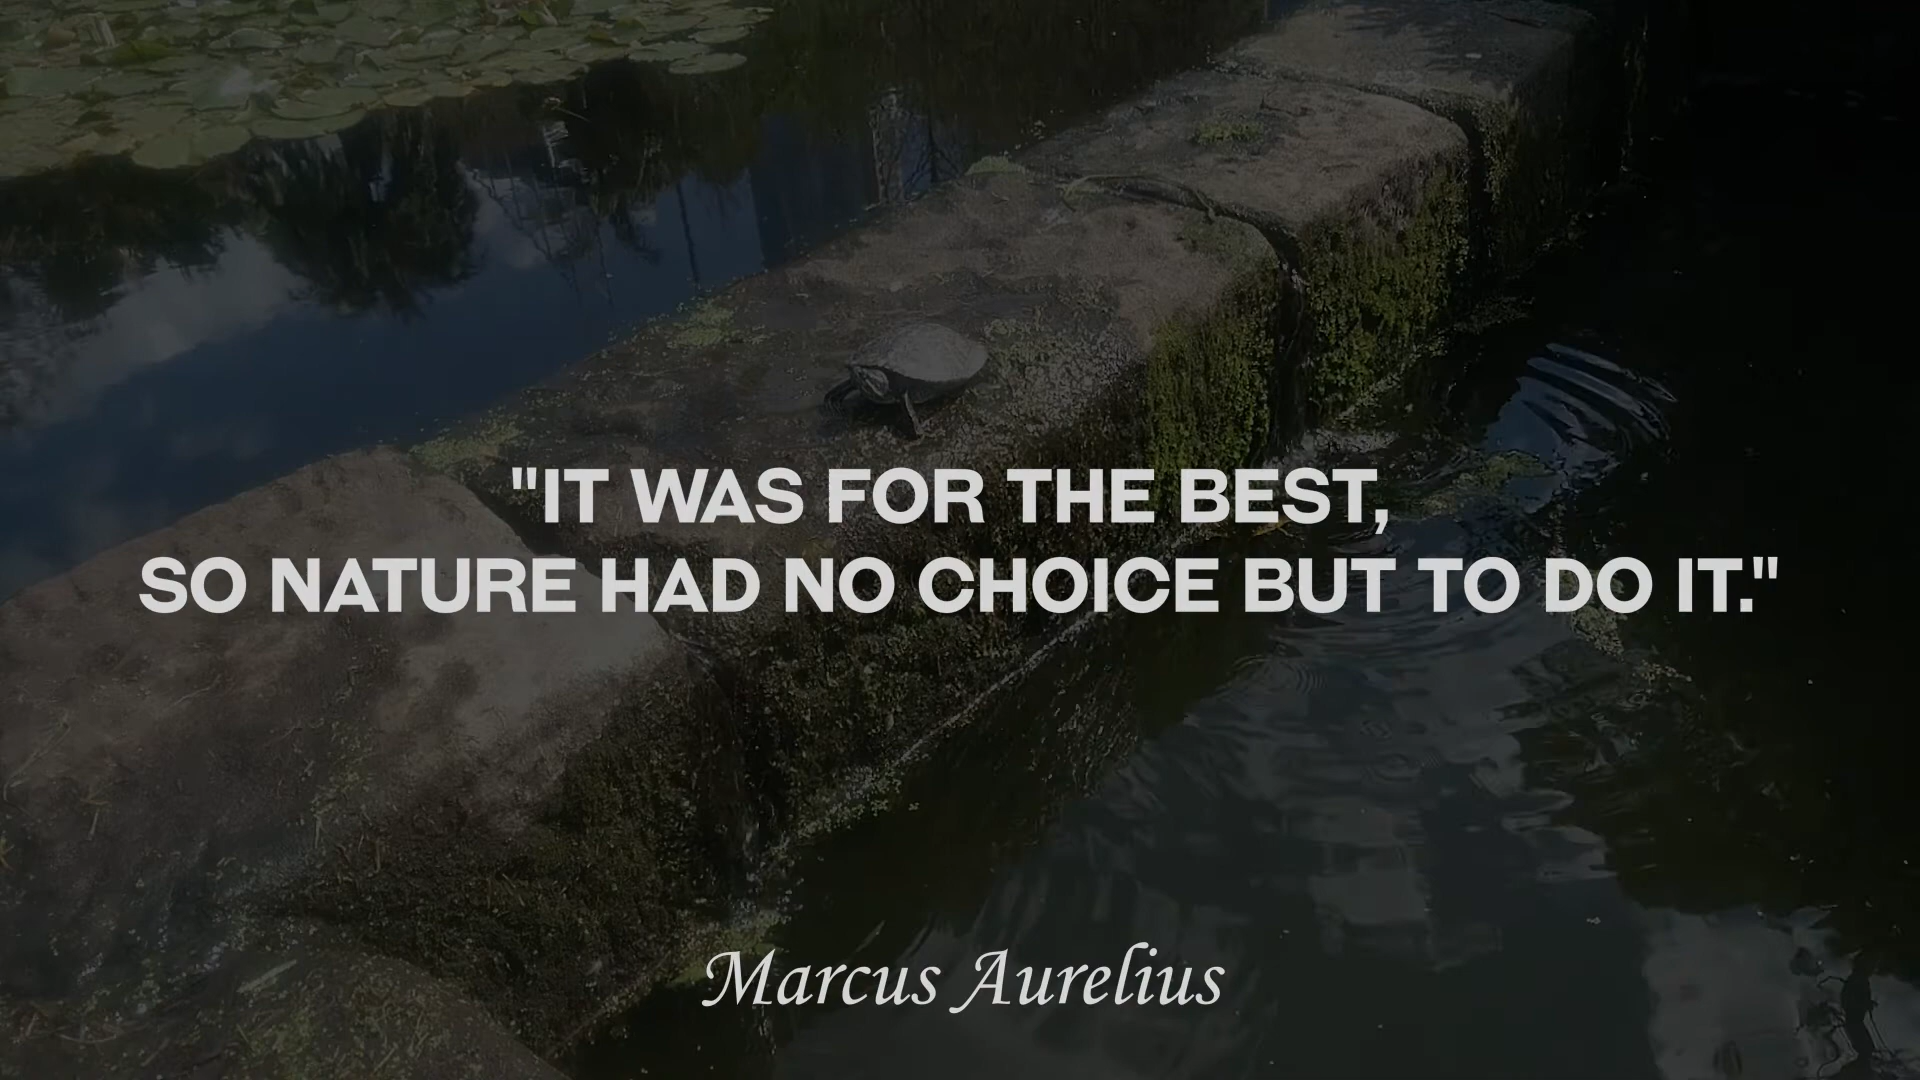 "IT WAS FOR THE BEST,
SO NATURE HAD NO CHOICE BUT TO DO IT."
Marcus Aurelius